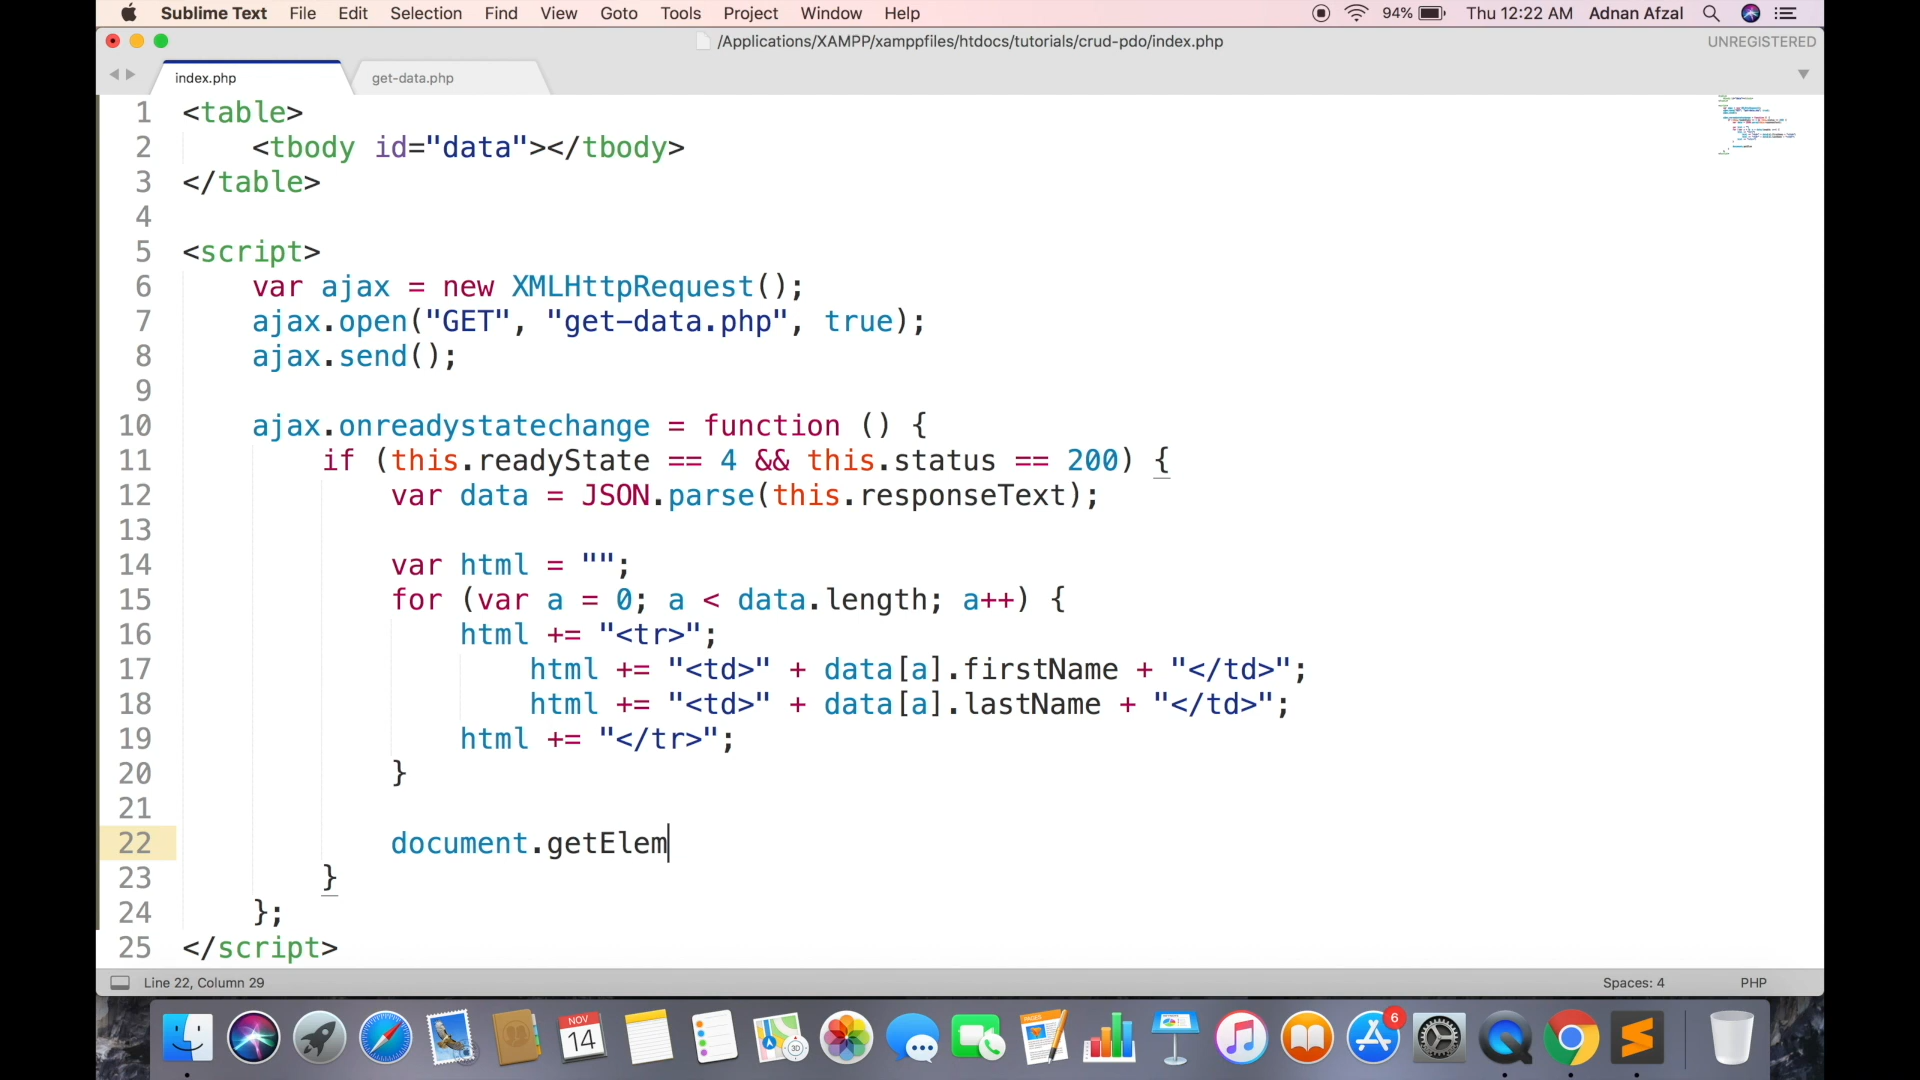 Sublime Text File Edit Selection Find View Goto Tools Project Window Help 94% Thu 12:22 AM Adnan Afzal
/Applications/XAMPP/xamppfiles/htdocs/tutorials/crud-pdo/index.php UNREGISTERED
index.php get-data.php
1 <table>
2 <tbody id="data"></tbody>
3 </table>
4
5 <script>
6 var ajax = new XMLHttpRequest();
7 ajax.open("GET", "get-data.php", true);
8 ajax.send();
9
10 ajax.onreadystatechange = function () {
11 if (this.readyState == 4 && this.status == 200) {
12 var data = JSON.parse(this.responseText);
13
14 var html = "";
15 for (var a = 0; a < data.length; a++) {
16 html += "<tr>";
17 html += "<td>" + data[a].firstName + "</td>";
18 html += "<td>" + data[a].lastName + "</td>";
19 html += "</tr>";
20 }
21
22 document.getElem
23 }
24 };
25 </script>
Line 22, Column 29 Spaces: 4 PHP
NOV
14
PAGES
6